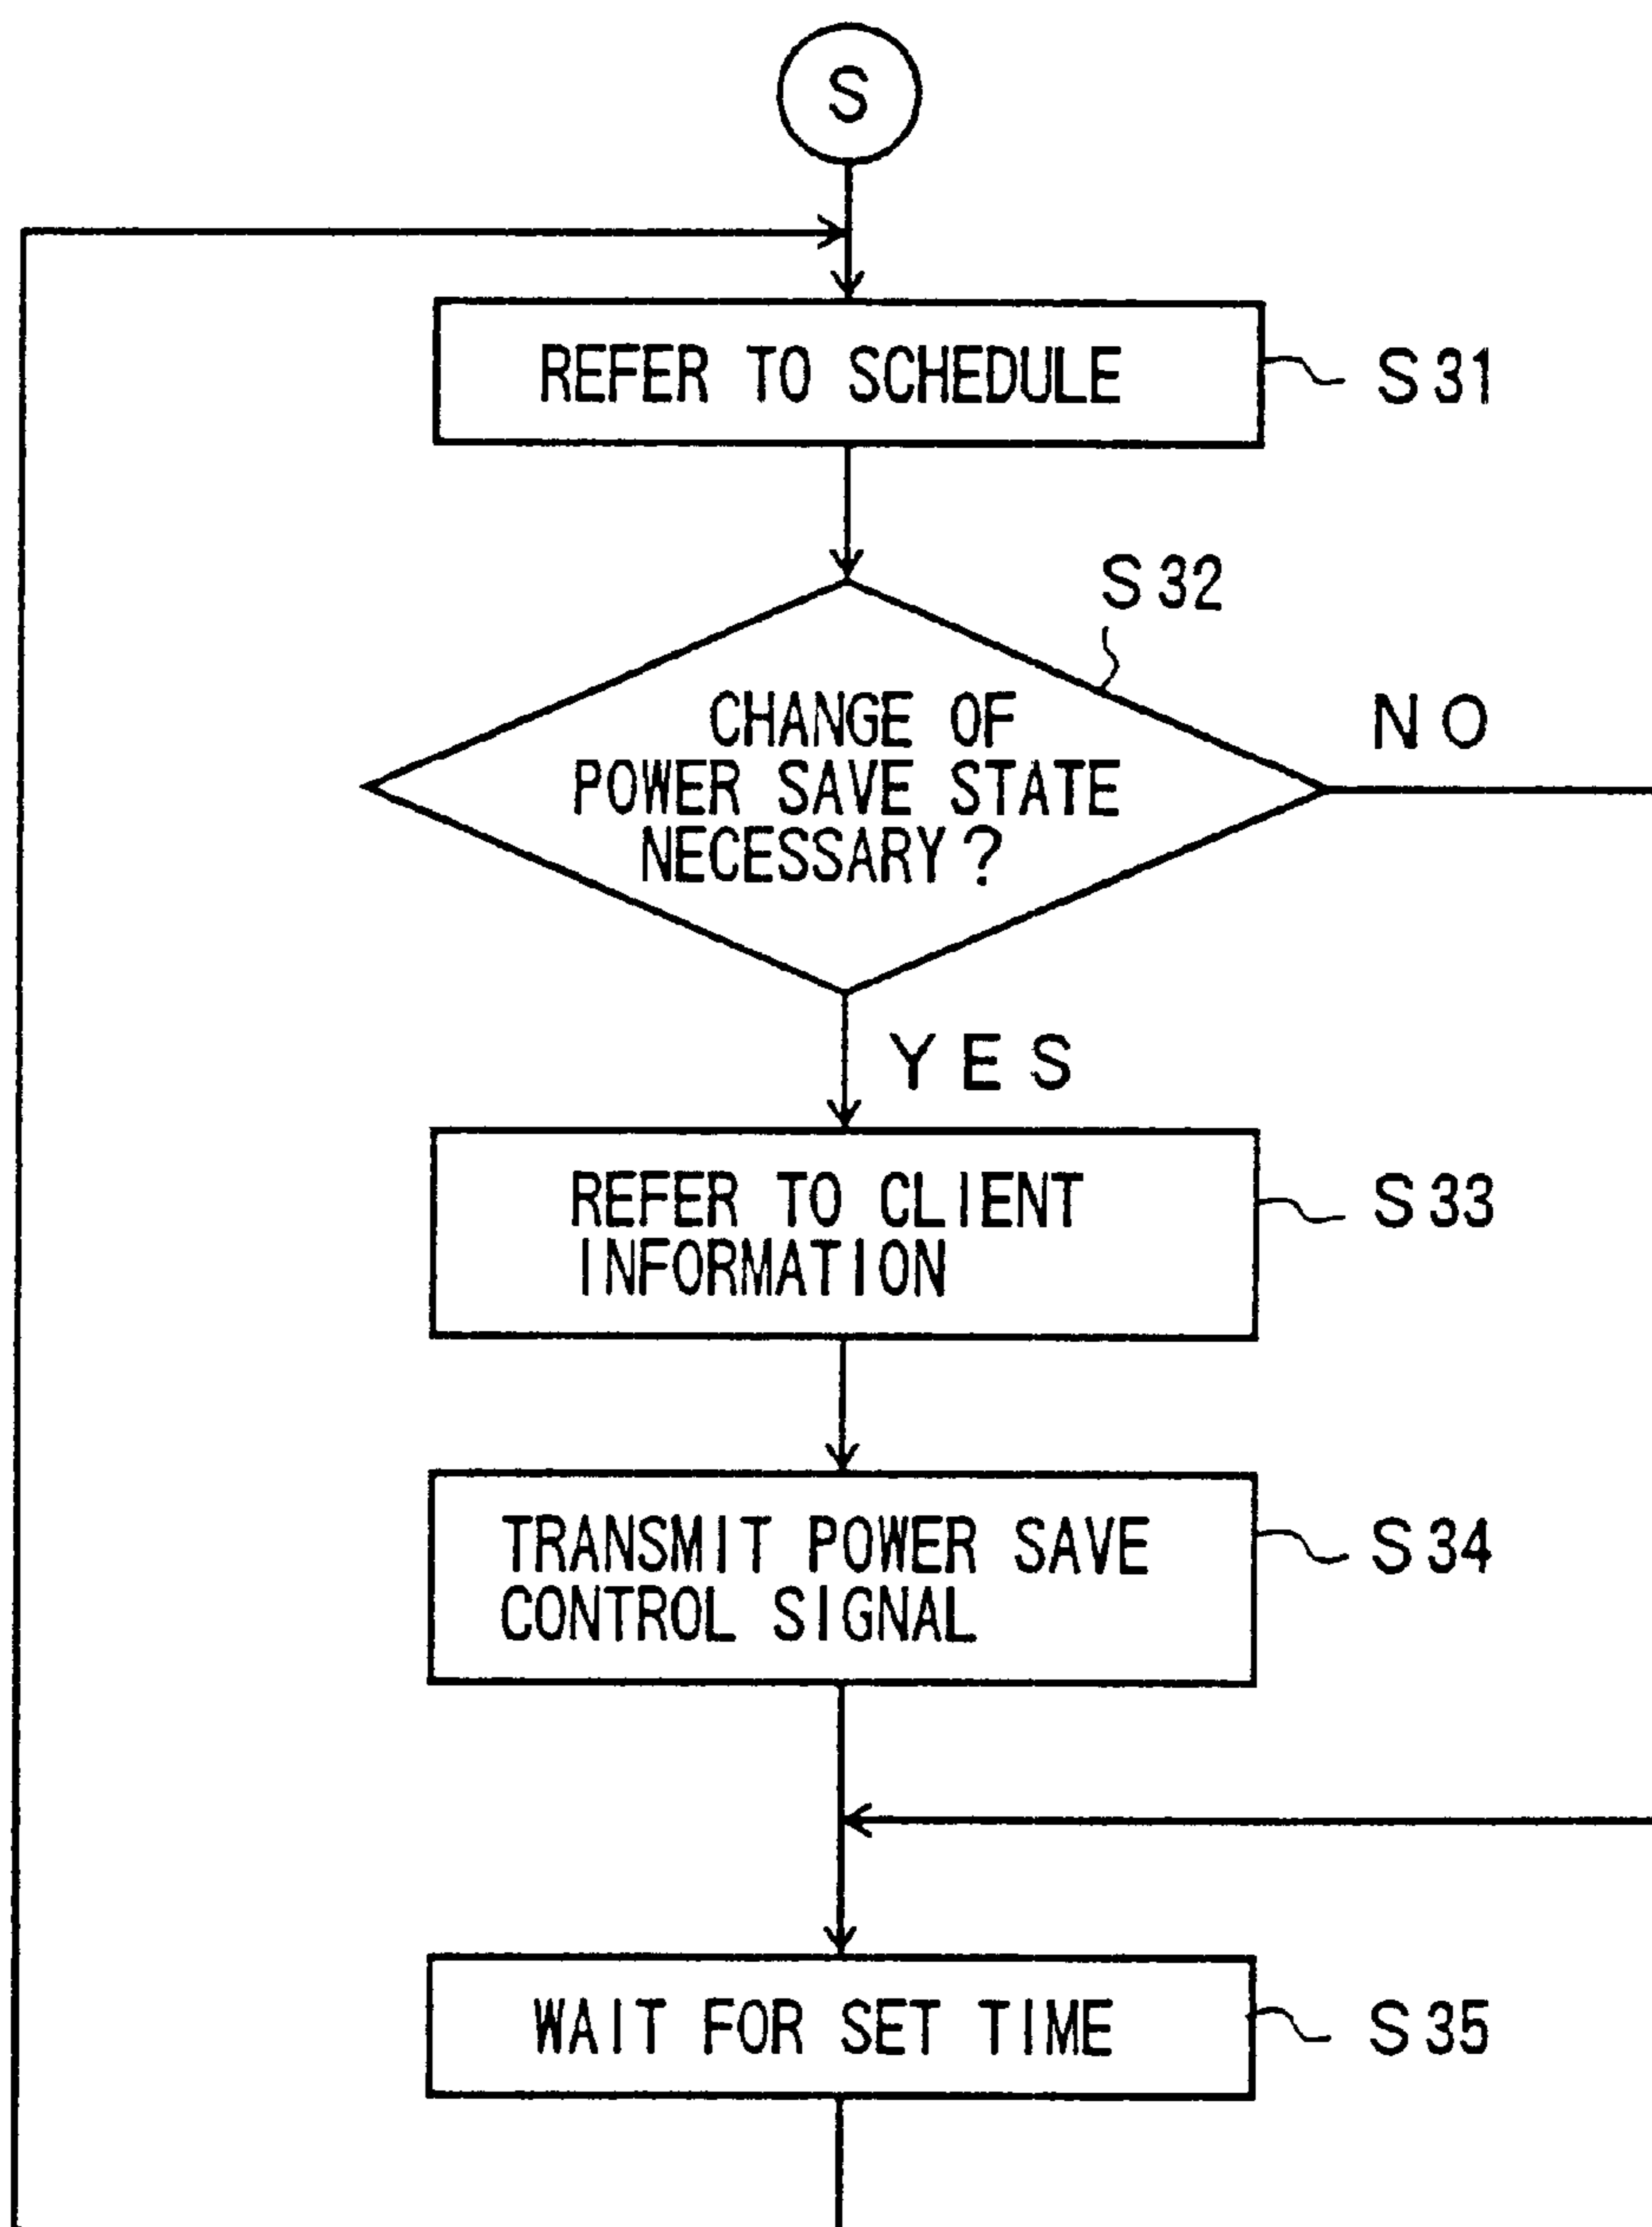 S
REFER TO SCHEDULE
S31
S32
CHANGE OF
POWER SAVE STATE
NECESSARY?
NO
YES
REFER TO CLIENT
INFORMATION
S33
TRANSMIT POWER SAVE
CONTROL SIGNAL
S34
WAIT FOR SET TIME
S35